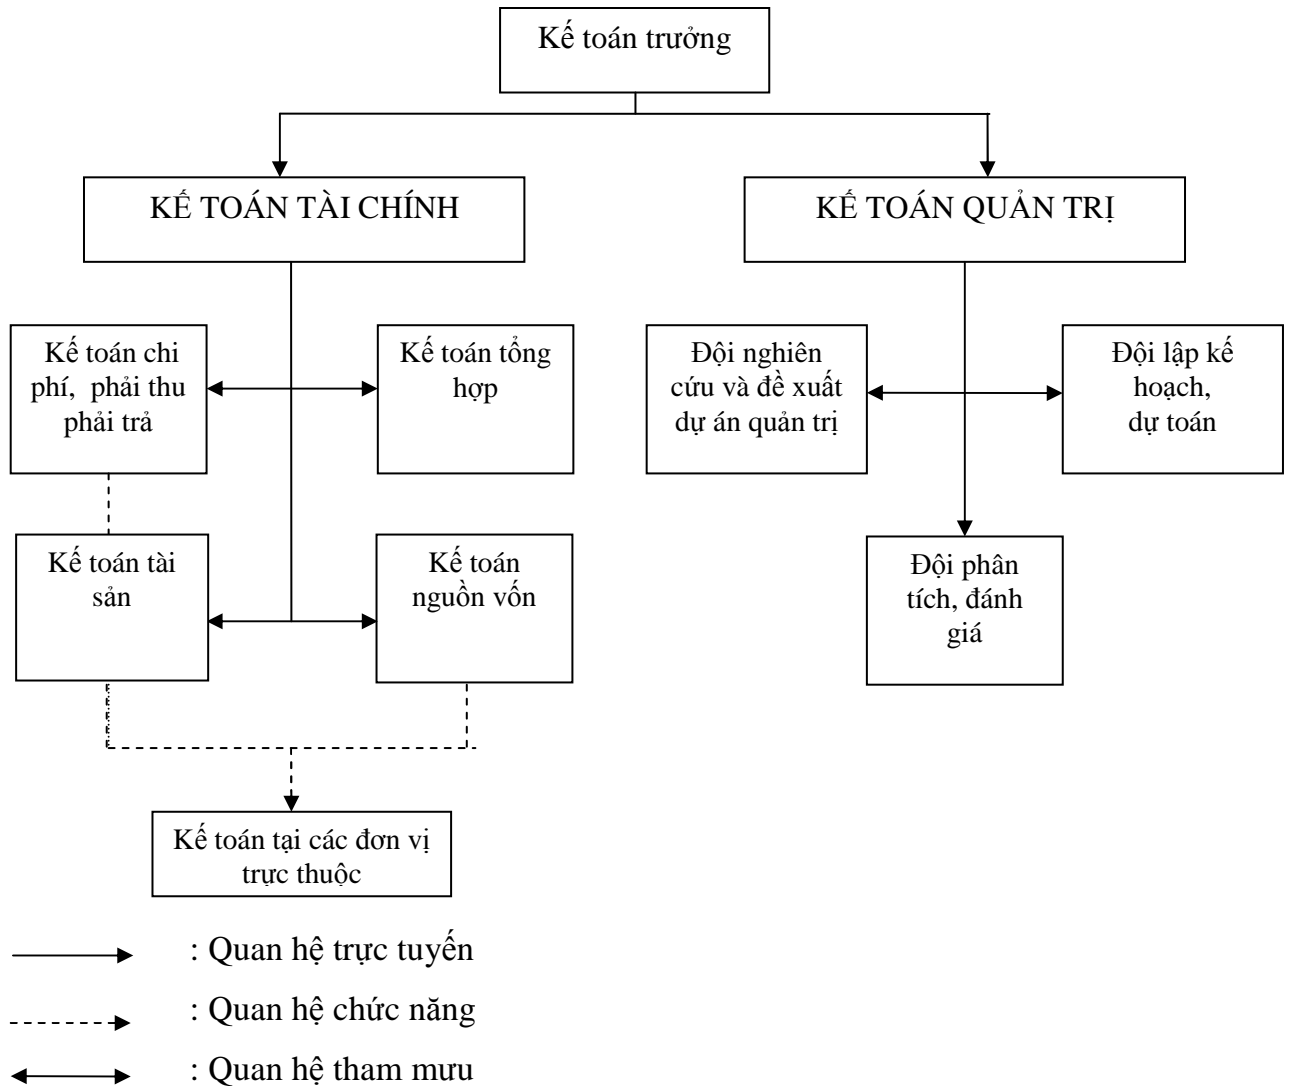 Kế toán trưởng
KẾ TOÁN TÀI CHÍNH
KẾ TOÁN QUẢN TRỊ
Kế toán chi
phí, phải thu
phải trả
Kế toán tổng
hợp
Đội nghiên
cứu và đề xuất
dự án quản trị
Đội lập kế
hoạch,
dự toán
Kế toán tài
sản
Kế toán
nguồn vốn
Đội phân
tích, đánh
giá
Kế toán tại các đơn vị
trực thuộc
: Quan hệ trực tuyến
: Quan hệ chức năng
: Quan hệ tham mưu